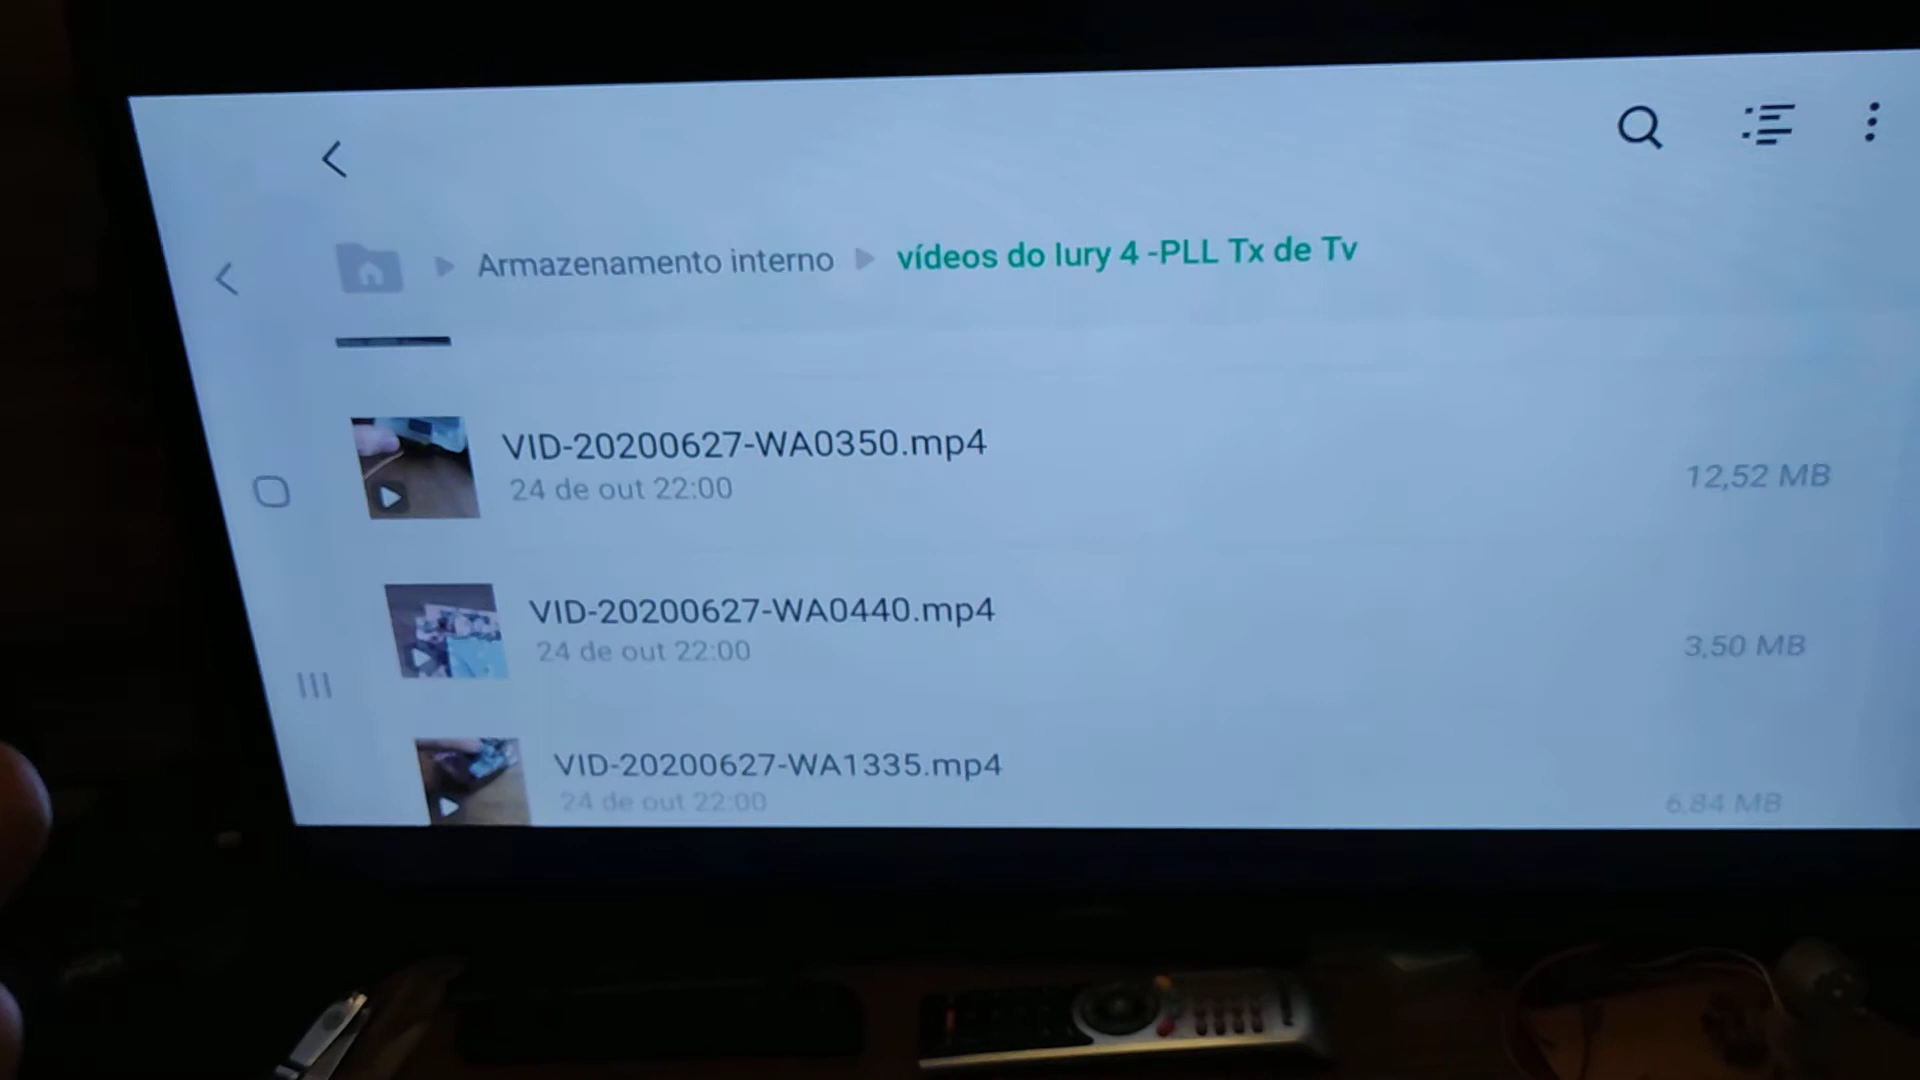 Armazenamento interno vídeos do Iury 4 -PLL Tx de Tv
VID-20200627-WA0350.mp4
24 de out 22:00
12,52 MB
VID-20200627-WA0440.mp4
24 de out 22:00
3,50 MB
VID-20200627-WA1335.mp4
24 de out 22:00
6,84 MB